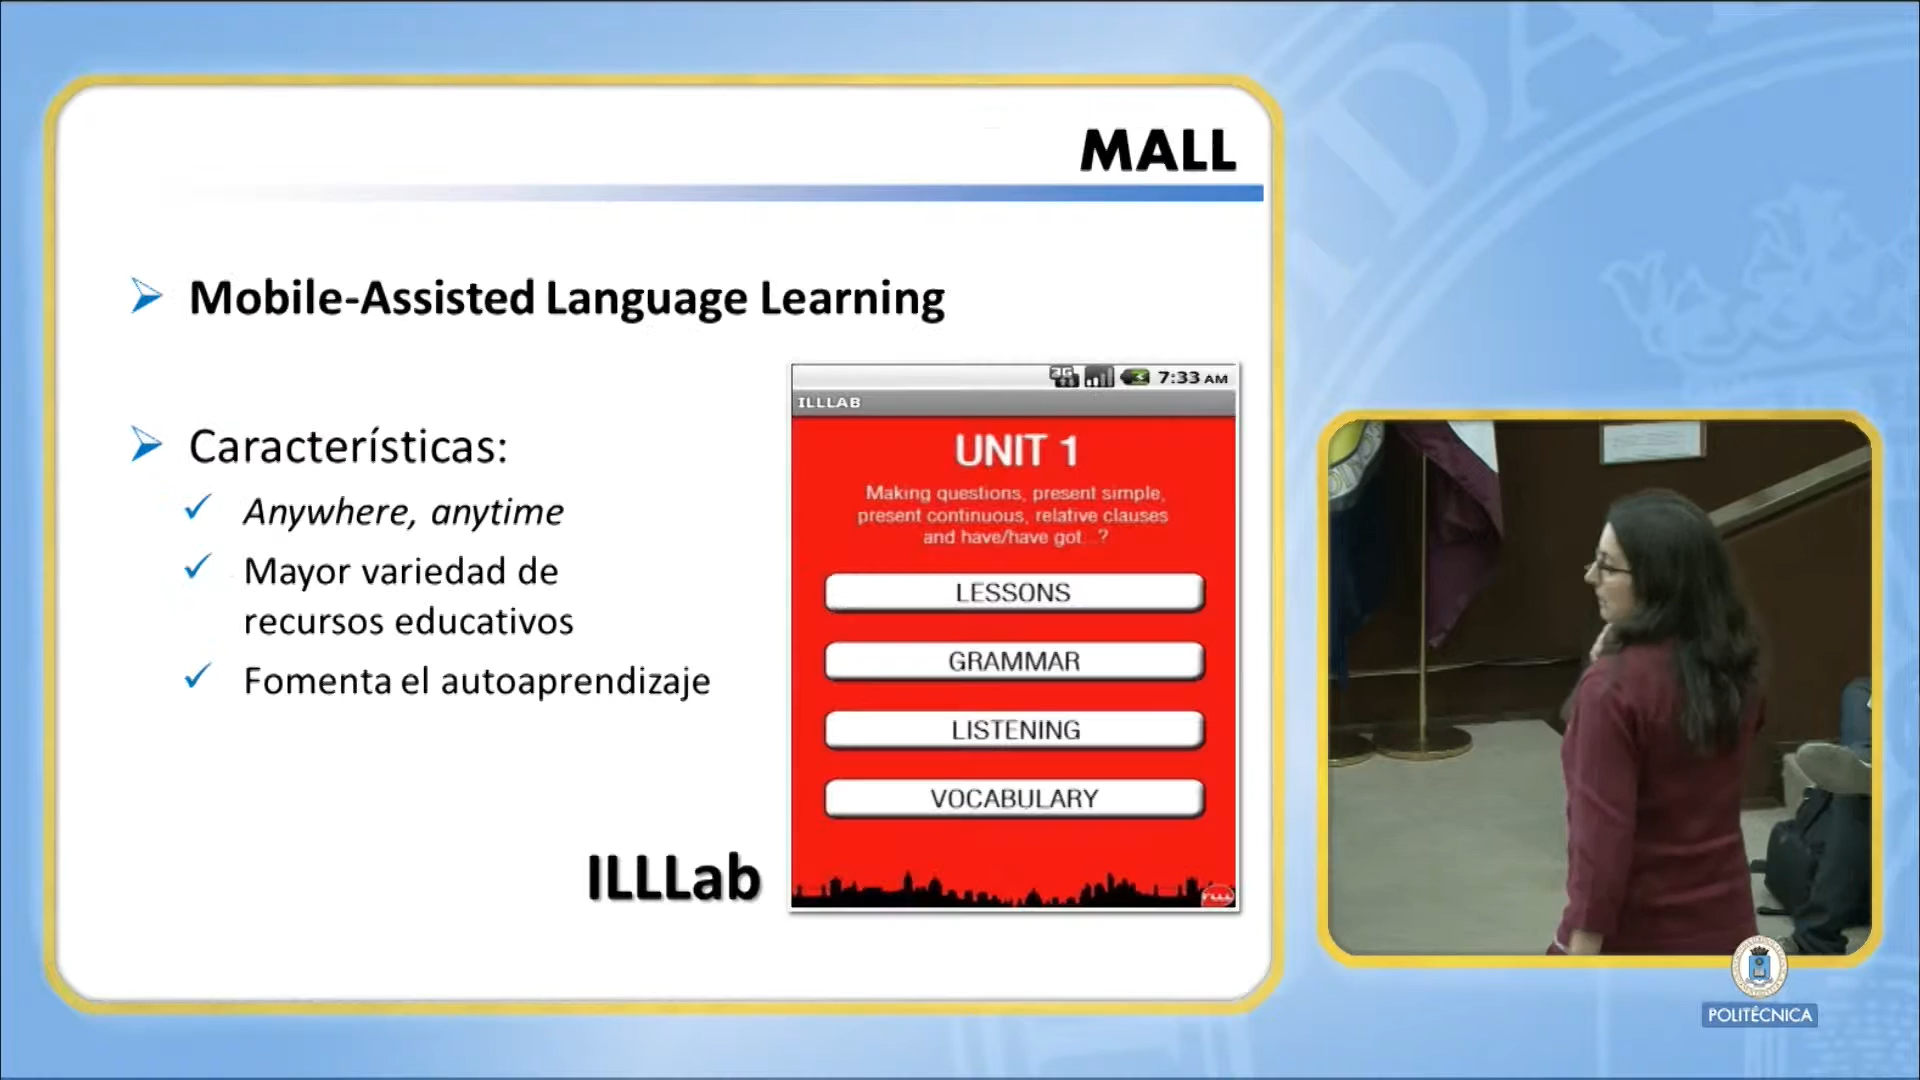 MALL
Mobile-Assisted Language Learning
Características:
Anywhere, anytime
Mayor variedad de
recursos educativos
Fomenta el autoaprendizaje
ILLLab
3G
7:33 AM
ILLLAB
UNIT 1
Making questions, present simple,
present continuous, relative clauses
and have/have got...?
LESSONS
GRAMMAR
LISTENING
VOCABULARY
POLITÉCNICA